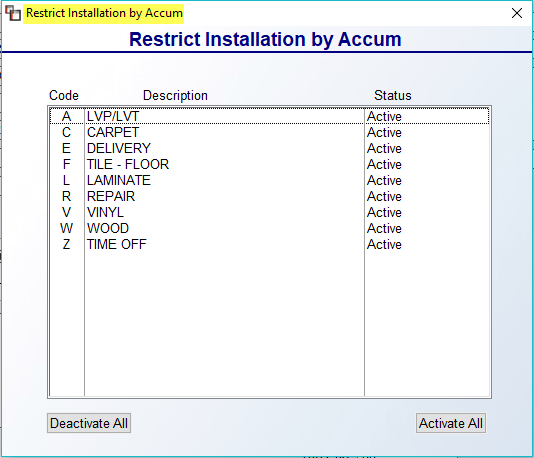 Restrict Installation by Accum
Restrict Installation by Accum
Code Description Status
A LVP/LVT Active
C CARPET Active
E DELIVERY Active
F TILE - FLOOR Active
L LAMINATE Active
R REPAIR Active
V VINYL Active
W WOOD Active
Z TIME OFF Active
Deactivate All Activate All